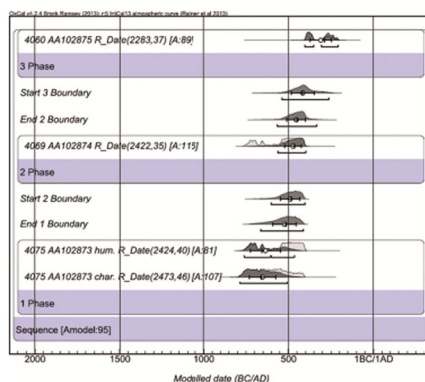 OxCal v4.2.4 Bronk Ramsey (2013); r:5 IntCal13 atmospheric curve (Reimer et al 2013)
4060 AA102875 R_Date(2283,37) [A:89]
3 Phase
Start 3 Boundary
End 2 Boundary
4069 AA102874 R_Date(2422,35) [A:115]
2 Phase
Start 2 Boundary
End 1 Boundary
4075 AA102873 hum. R_Date(2424,40) [A:81]
4075 AA102873 char. R_Date(2473,46) [A:107]
1 Phase
Sequence [Amodel:95]
2000 1500 1000 500 1BC/1AD
Modelled date (BC/AD)